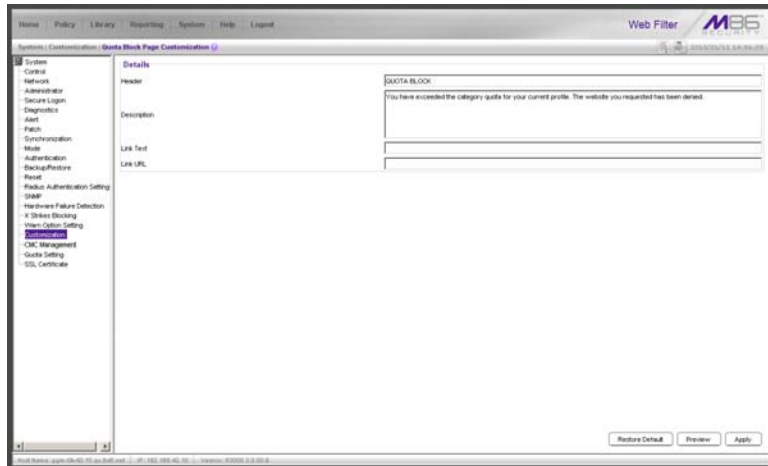 Home Policy Library Reporting System Help Logout
Web Filter
M86 SECURITY
System : Customization : Quota Block Page Customization
System
Control
Network
Administrator
Secure Logon
Diagnostics
Alert
Patch
Synchronization
Mode
Authentication
Backup/Restore
Reset
Radius Authentication Setting
SNMP
Hardware Failure Detection
X Strikes Blocking
Warn Option Setting
Customization
CMC Management
Quota Setting
SSL Certificate
Details
Header
QUOTA BLOCK
Description
You have exceeded the category quota for your current profile. The website you requested has been denied.
Link Text
Link URL
Restore Default Preview Apply
Host Name: